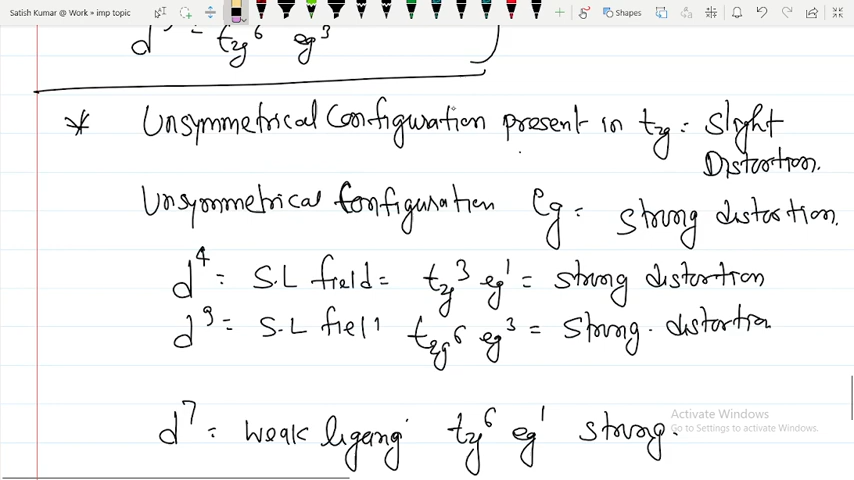 Satish Kumar @ Work » imp topic
Shapes
d⁹ = t2g⁶ eg³
* Unsymmetrical Configuration present in t2g = Slight Distortion.
Unsymmetrical Configuration eg = strong distortion.
d⁴ = S.L field = t2g³ eg¹ = strong distortion
d⁹ = S.L field t2g⁶ eg³ = Strong. distortion
d⁷ = weak t2g⁶ eg¹ strong.
Activate Windows
Go to Settings to activate Windows.